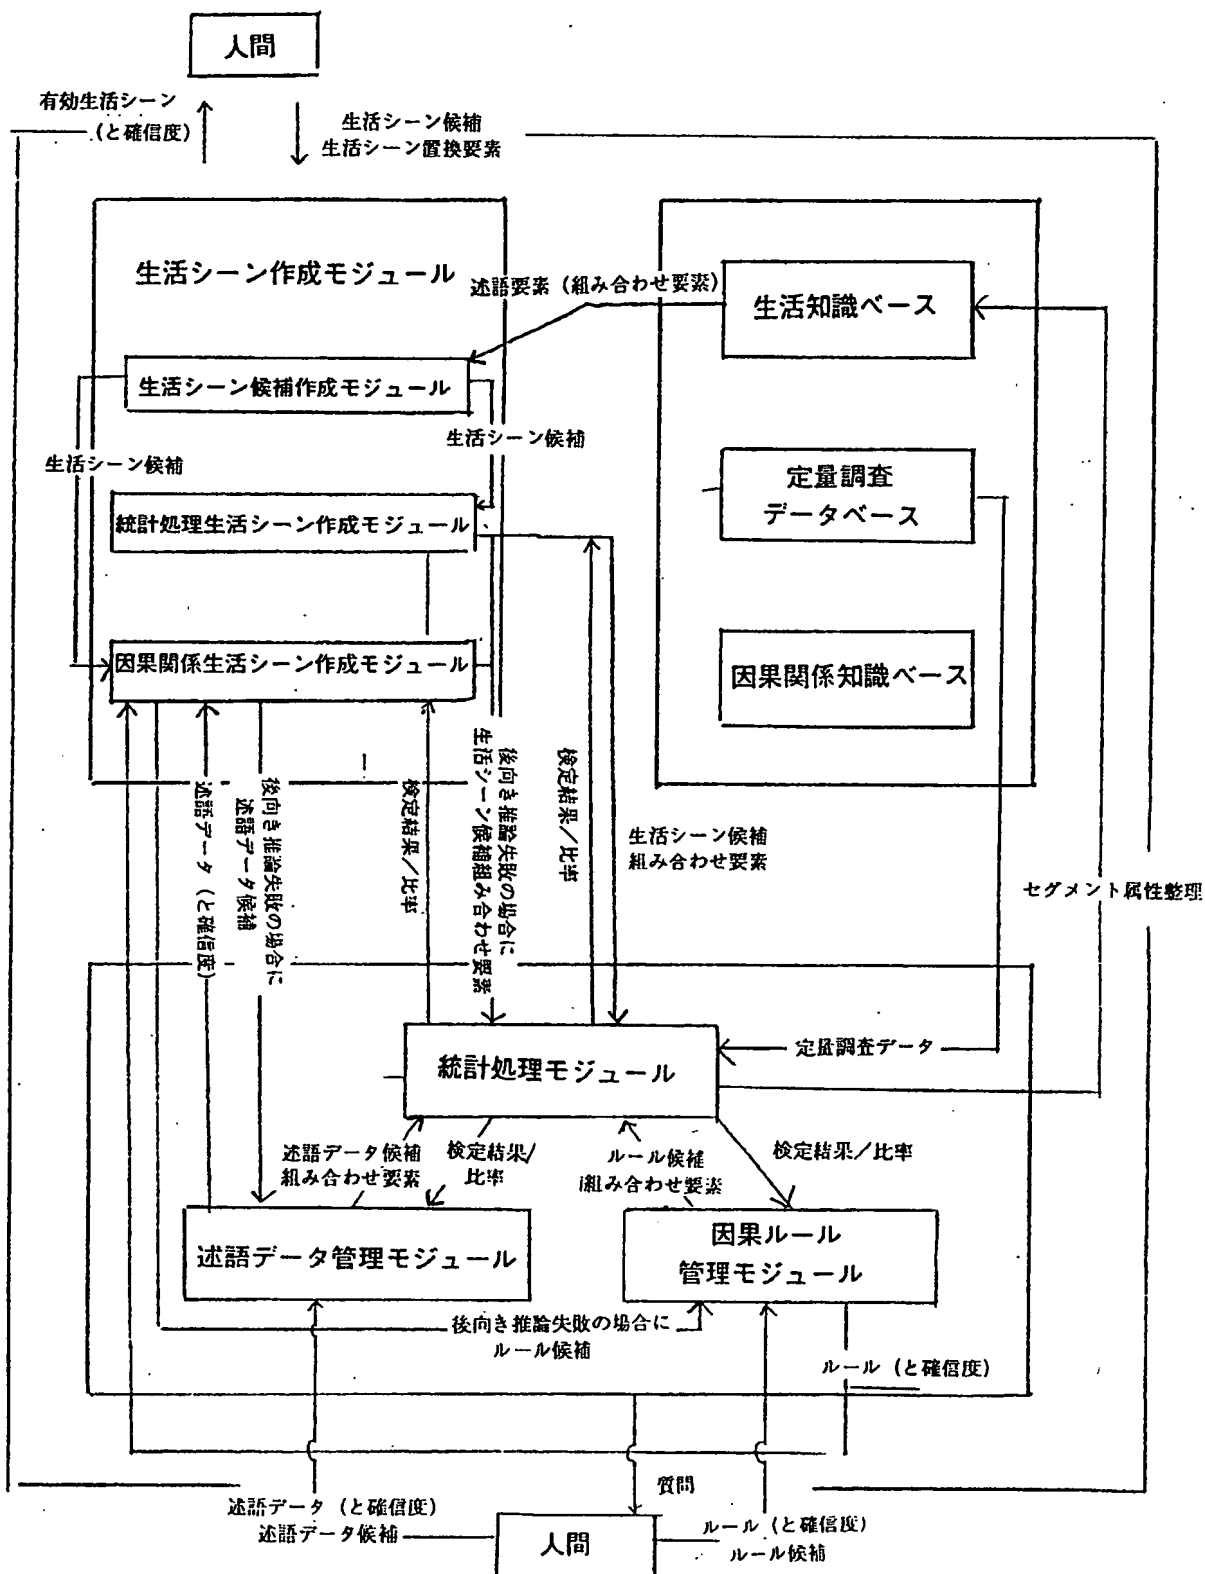 人間
有効生活シーン
(と確信度)
生活シーン候補
生活シーン置換要素
生活シーン作成モジュール
述語要素(組み合わせ要素)
生活知識ベース
生活シーン候補作成モジュール
生活シーン候補
生活シーン候補
定量調査
データベース
統計処理生活シーン作成モジュール
因果関係生活シーン作成モジュール
因果関係知識ベース
述語データ(と確信度)
後向き推論失敗の場合に
述語データ候補
検定結果/比率
後向き推論失敗の場合に
生活シーン候補組み合わせ要素
検定結果/比率
生活シーン候補
組み合わせ要素
セグメント属性整理
統計処理モジュール
定量調査データ
述語データ候補
組み合わせ要素
検定結果/
比率
ルール候補
組み合わせ要素
検定結果/比率
述語データ管理モジュール
因果ルール
管理モジュール
後向き推論失敗の場合に
ルール候補
ルール(と確信度)
質問
述語データ(と確信度)
述語データ候補
人間
ルール(と確信度)
ルール候補